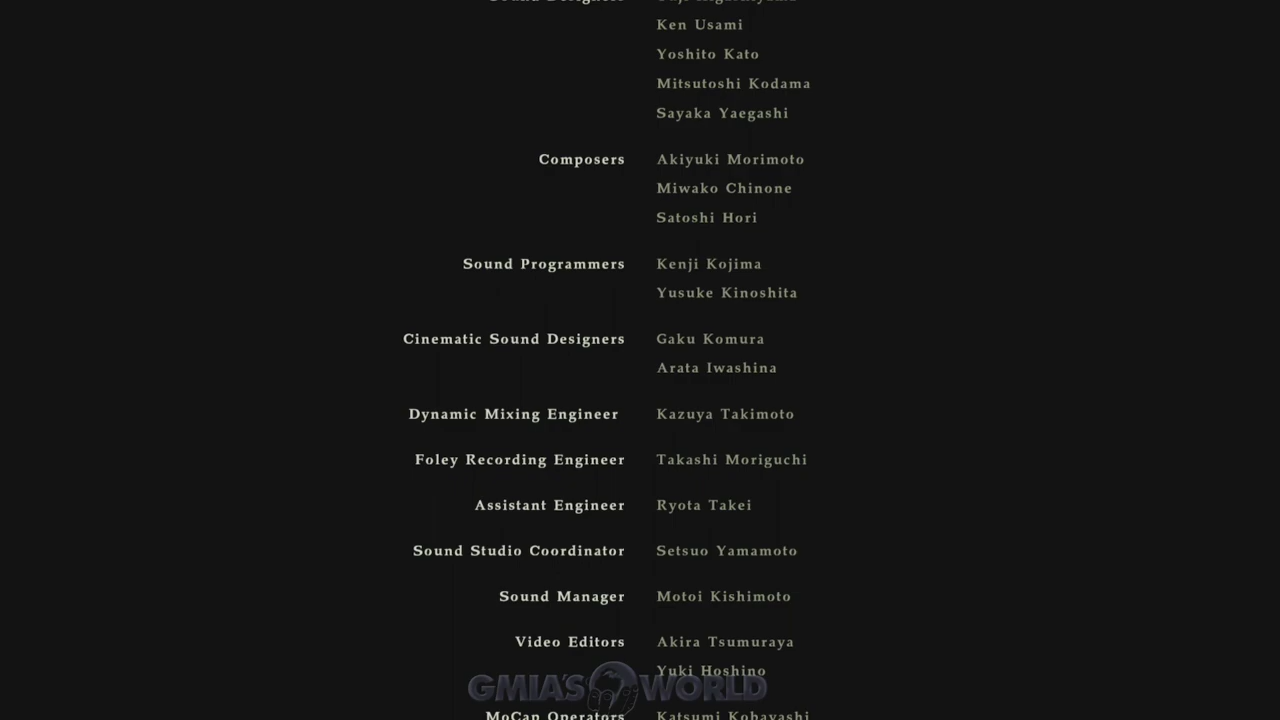 Sound Designers
Ken Usami
Yoshito Kato
Mitsutoshi Kodama
Sayaka Yaegashi
Composers Akiyuki Morimoto
Miwako Chinone
Satoshi Hori
Sound Programmers Kenji Kojima
Yusuke Kinoshita
Cinematic Sound Designers Gaku Komura
Arata Iwashina
Dynamic Mixing Engineer Kazuya Takimoto
Foley Recording Engineer Takashi Moriguchi
Assistant Engineer Ryota Takei
Sound Studio Coordinator Setsuo Yamamoto
Sound Manager Motoi Kishimoto
Video Editors Akira Tsumuraya
Yuki Hoshino
GMIA'S WORLD
MoCap Operators Katsumi Kobayashi